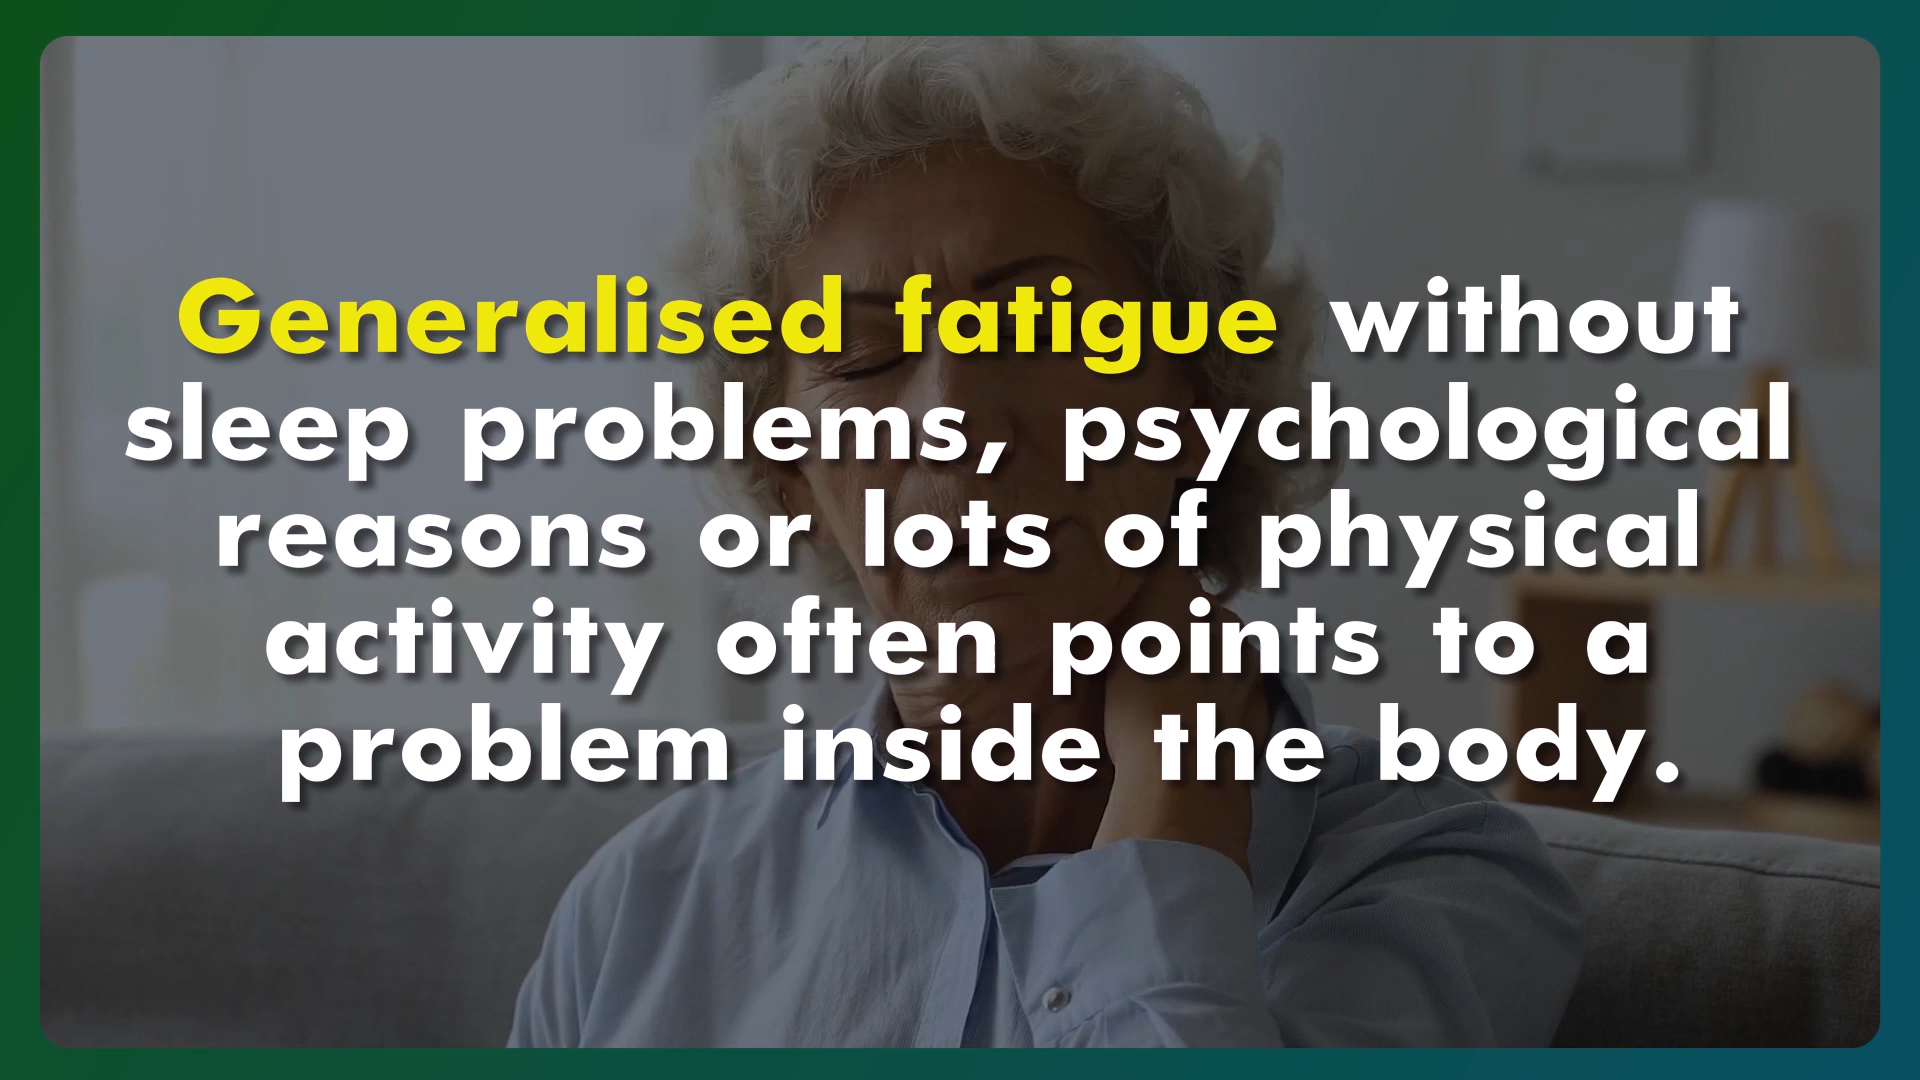 Generalised fatigue without
sleep problems, psychological
reasons or lots of physical
activity often points to a
problem inside the body.